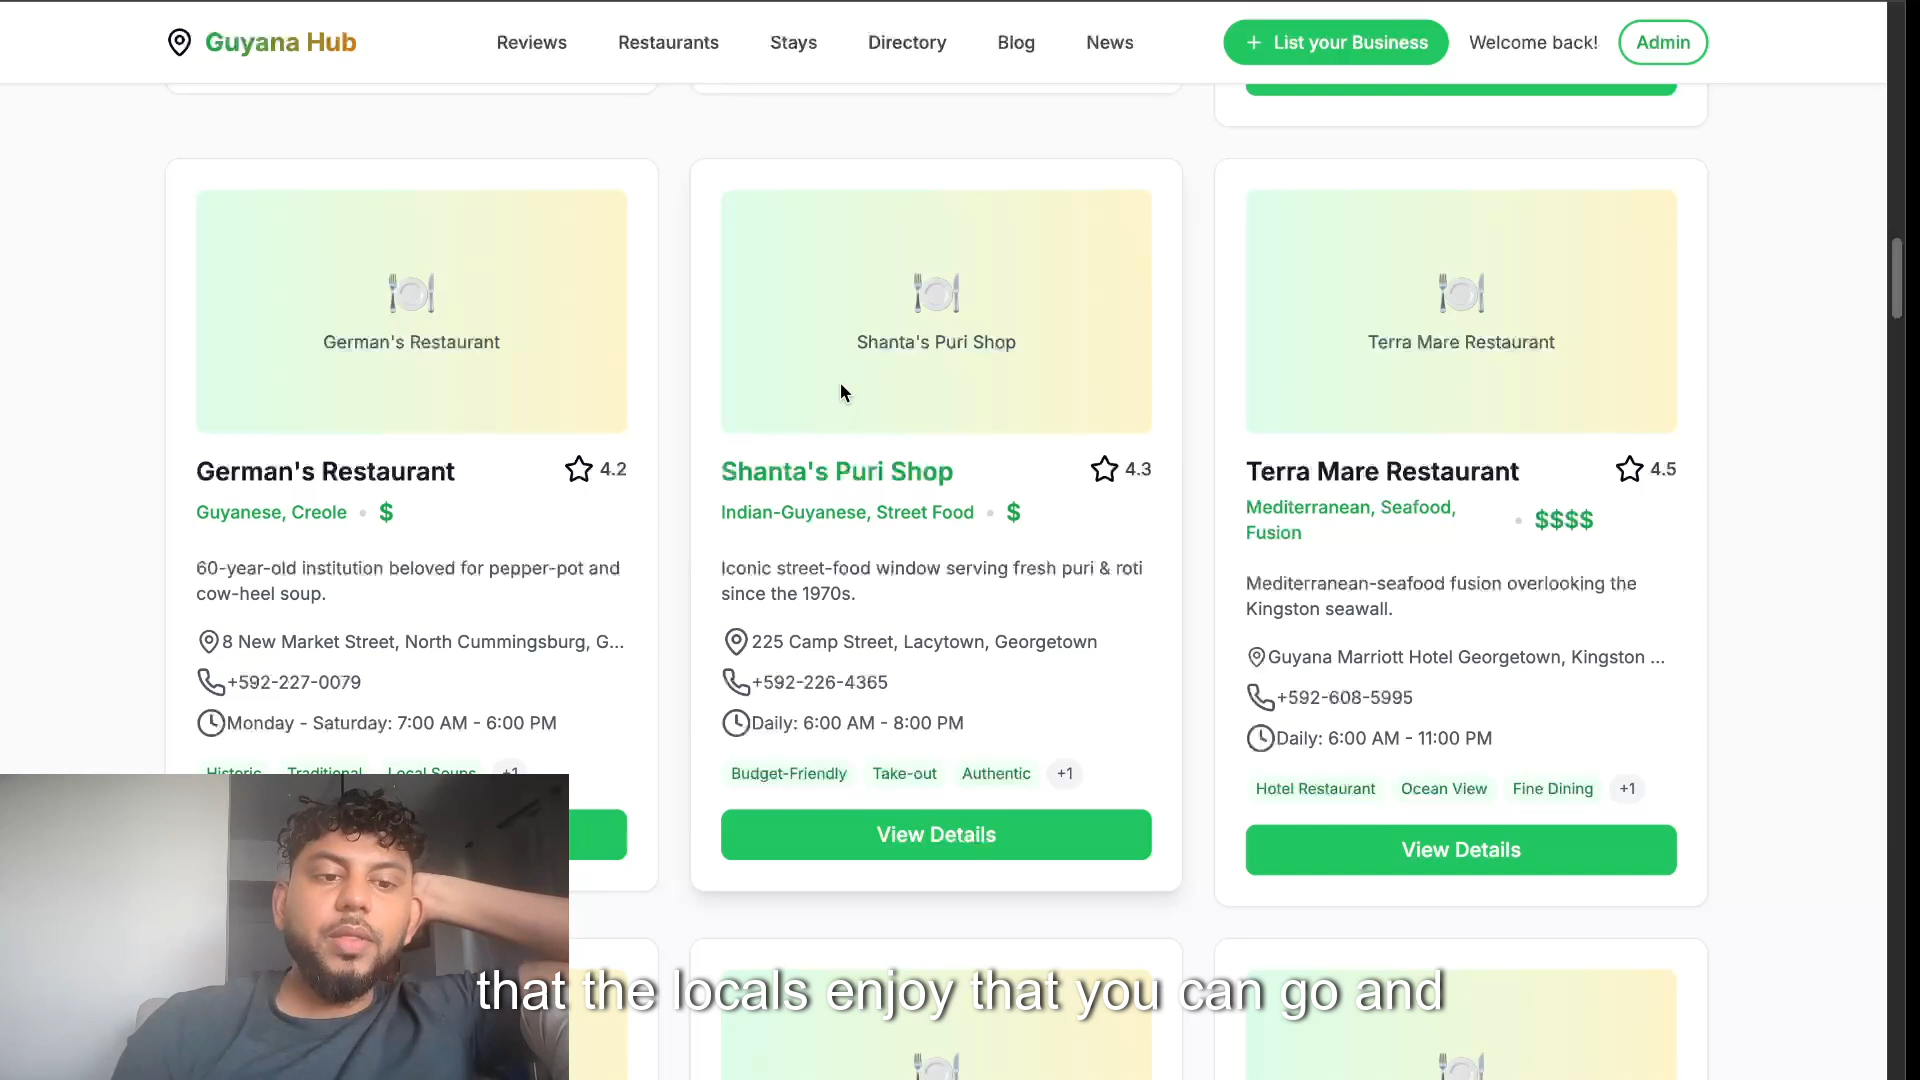 Guyana Hub
Reviews
Restaurants
Stays
Directory
Blog
News
+ List your Business
Welcome back!
Admin
German's Restaurant
German's Restaurant
4.2
Guyanese, Creole • $
60-year-old institution beloved for pepper-pot and
cow-heel soup.
8 New Market Street, North Cummingsburg, G...
+592-227-0079
Monday - Saturday: 7:00 AM - 6:00 PM
Historic
Traditional
Local Soups
+1
Shanta's Puri Shop
Shanta's Puri Shop
4.3
Indian-Guyanese, Street Food • $
Iconic street-food window serving fresh puri & roti
since the 1970s.
225 Camp Street, Lacytown, Georgetown
+592-226-4365
Daily: 6:00 AM - 8:00 PM
Budget-Friendly
Take-out
Authentic
+1
View Details
Terra Mare Restaurant
Terra Mare Restaurant
4.5
Mediterranean, Seafood,
Fusion • $$$$
Mediterranean-seafood fusion overlooking the
Kingston seawall.
Guyana Marriott Hotel Georgetown, Kingston ...
+592-608-5995
Daily: 6:00 AM - 11:00 PM
Hotel Restaurant
Ocean View
Fine Dining
+1
View Details
that the locals enjoy that you can go and